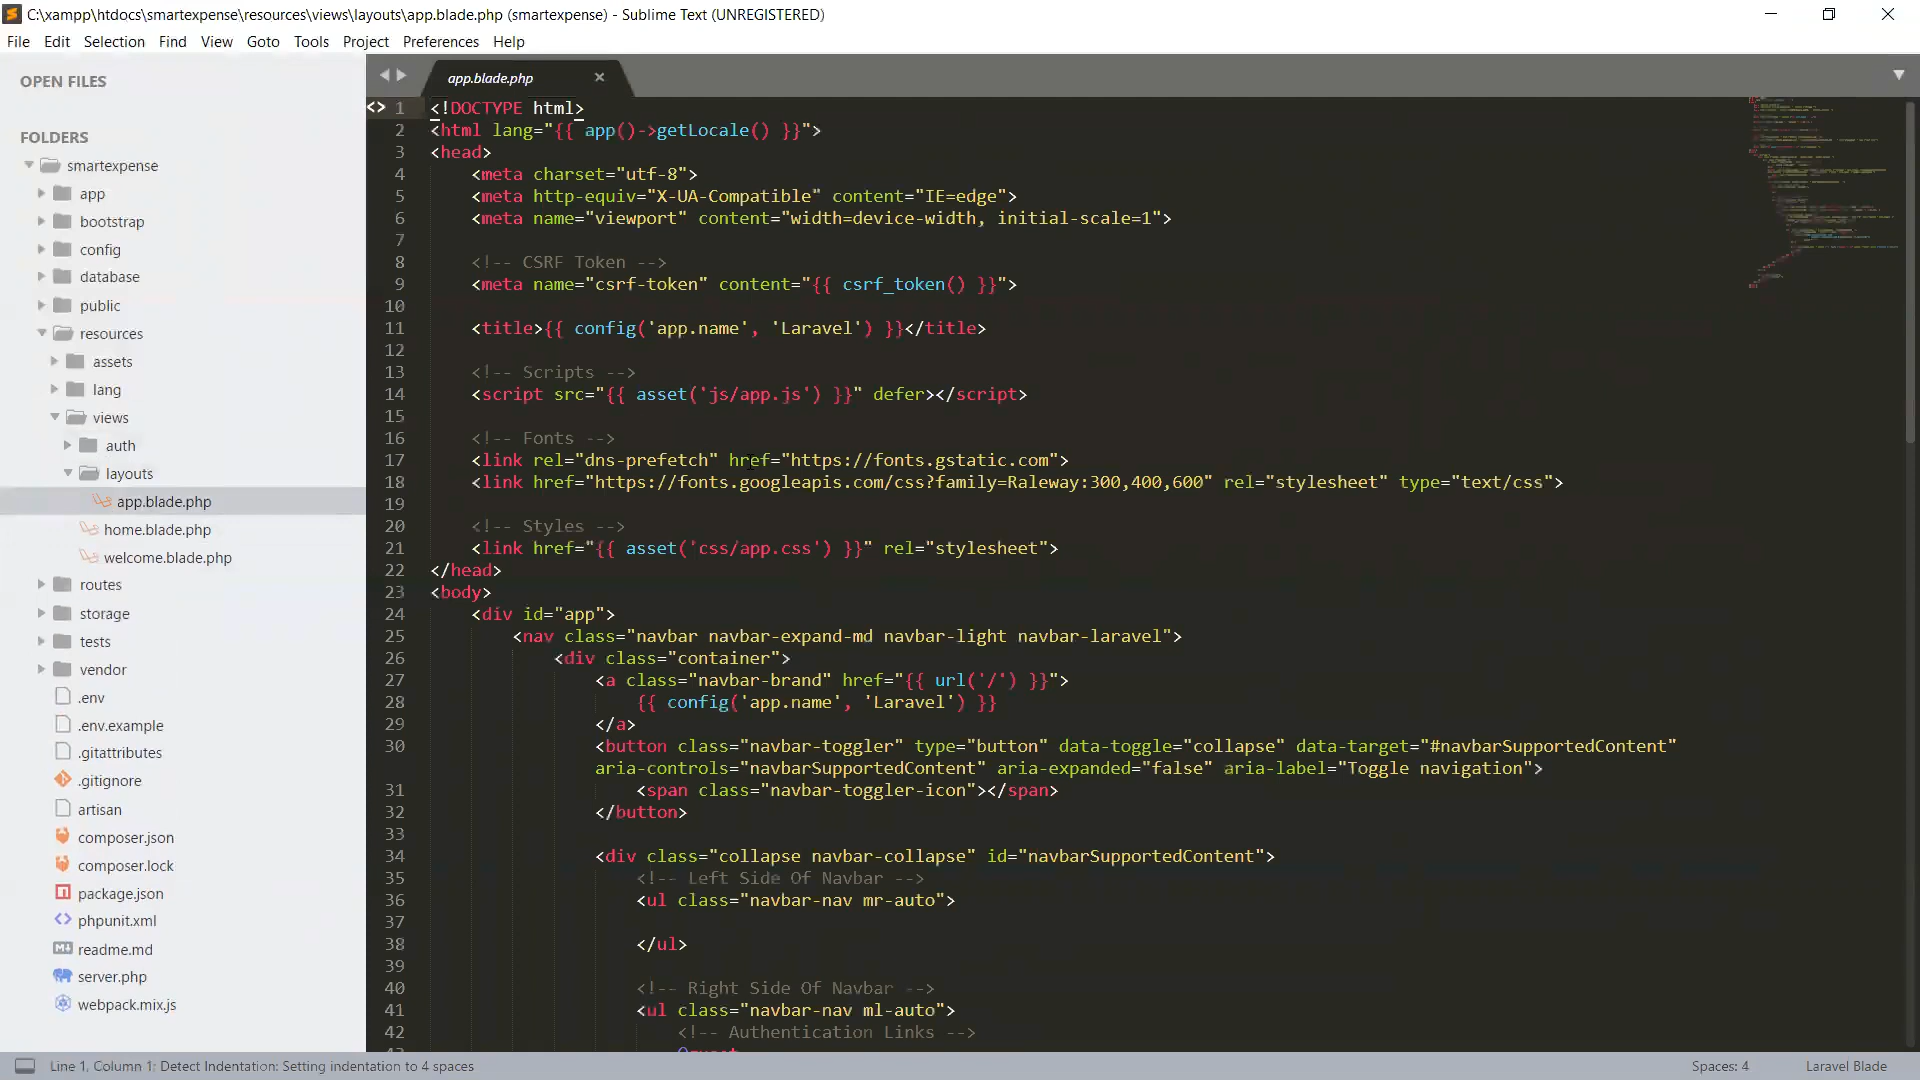 C:\xampp\htdocs\smartexpense\resources\views\layouts\app.blade.php (smartexpense) - Sublime Text (UNREGISTERED)
File Edit Selection Find View Goto Tools Project Preferences Help
OPEN FILES
FOLDERS
smartexpense
app
bootstrap
config
database
public
resources
assets
lang
views
auth
layouts
app.blade.php
home.blade.php
welcome.blade.php
routes
storage
tests
vendor
.env
.env.example
.gitattributes
.gitignore
artisan
composer.json
composer.lock
package.json
phpunit.xml
readme.md
server.php
webpack.mix.js
app.blade.php
1 <!DOCTYPE html>
2 <html lang="{{ app()->getLocale() }}">
3 <head>
4 <meta charset="utf-8">
5 <meta http-equiv="X-UA-Compatible" content="IE=edge">
6 <meta name="viewport" content="width=device-width, initial-scale=1">
7
8 <!-- CSRF Token -->
9 <meta name="csrf-token" content="{{ csrf_token() }}">
10
11 <title>{{ config('app.name', 'Laravel') }}</title>
12
13 <!-- Scripts -->
14 <script src="{{ asset('js/app.js') }}" defer></script>
15
16 <!-- Fonts -->
17 <link rel="dns-prefetch" href="https://fonts.gstatic.com">
18 <link href="https://fonts.googleapis.com/css?family=Raleway:300,400,600" rel="stylesheet" type="text/css">
19
20 <!-- Styles -->
21 <link href="{{ asset('css/app.css') }}" rel="stylesheet">
22 </head>
23 <body>
24 <div id="app">
25 <nav class="navbar navbar-expand-md navbar-light navbar-laravel">
26 <div class="container">
27 <a class="navbar-brand" href="{{ url('/') }}">
28 {{ config('app.name', 'Laravel') }}
29 </a>
30 <button class="navbar-toggler" type="button" data-toggle="collapse" data-target="#navbarSupportedContent"
aria-controls="navbarSupportedContent" aria-expanded="false" aria-label="Toggle navigation">
31 <span class="navbar-toggler-icon"></span>
32 </button>
33
34 <div class="collapse navbar-collapse" id="navbarSupportedContent">
35 <!-- Left Side Of Navbar -->
36 <ul class="navbar-nav mr-auto">
37
38 </ul>
39
40 <!-- Right Side Of Navbar -->
41 <ul class="navbar-nav ml-auto">
42 <!-- Authentication Links -->
Line 1, Column 1; Detect Indentation: Setting indentation to 4 spaces
Spaces: 4
Laravel Blade